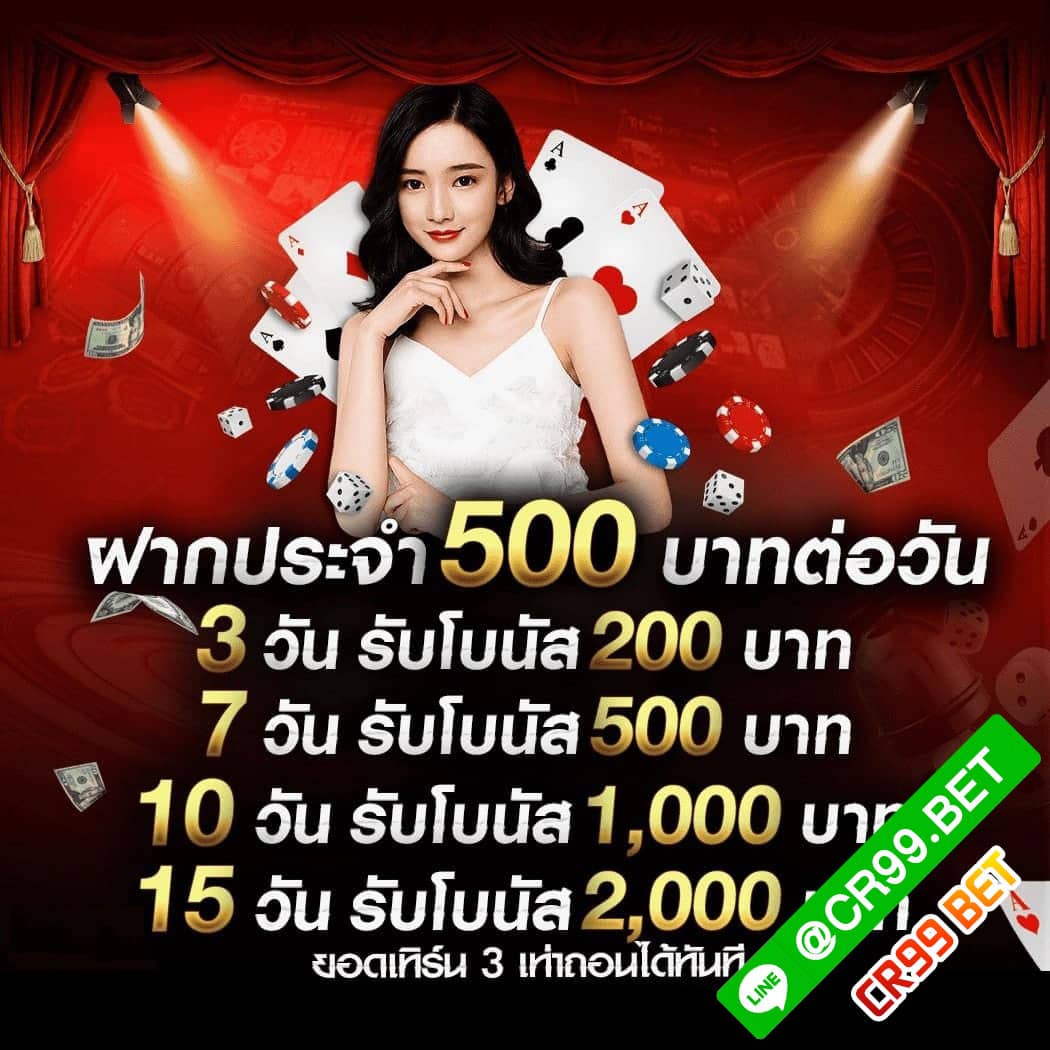 ฝากประจำ 500 บาทต่อวัน
3 วัน รับโบนัส 200 บาท
7 วัน รับโบนัส 500 บาท
10 วัน รับโบนัส 1,000
15 วัน รับโบนัส 2,000
ยอดเทิร์น 3 เท่าถอนได้ทันที
LINE @CR99.BET
CR99 BET